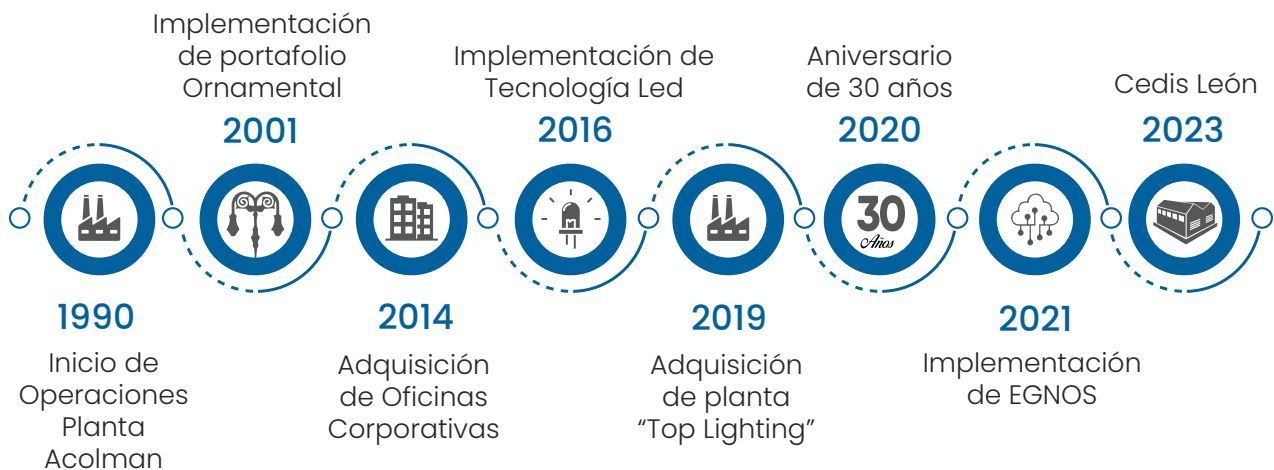 1990
Inicio de
Operaciones
Planta
Acolman
Implementación
de portafolio
Ornamental
2001
2014
Adquisición
de Oficinas
Corporativas
Implementación de
Tecnología Led
2016
2019
Adquisición
de planta
“Top Lighting”
Aniversario
de 30 años
2020
30
Años
2021
Implementación
de EGNOS
Cedis León
2023